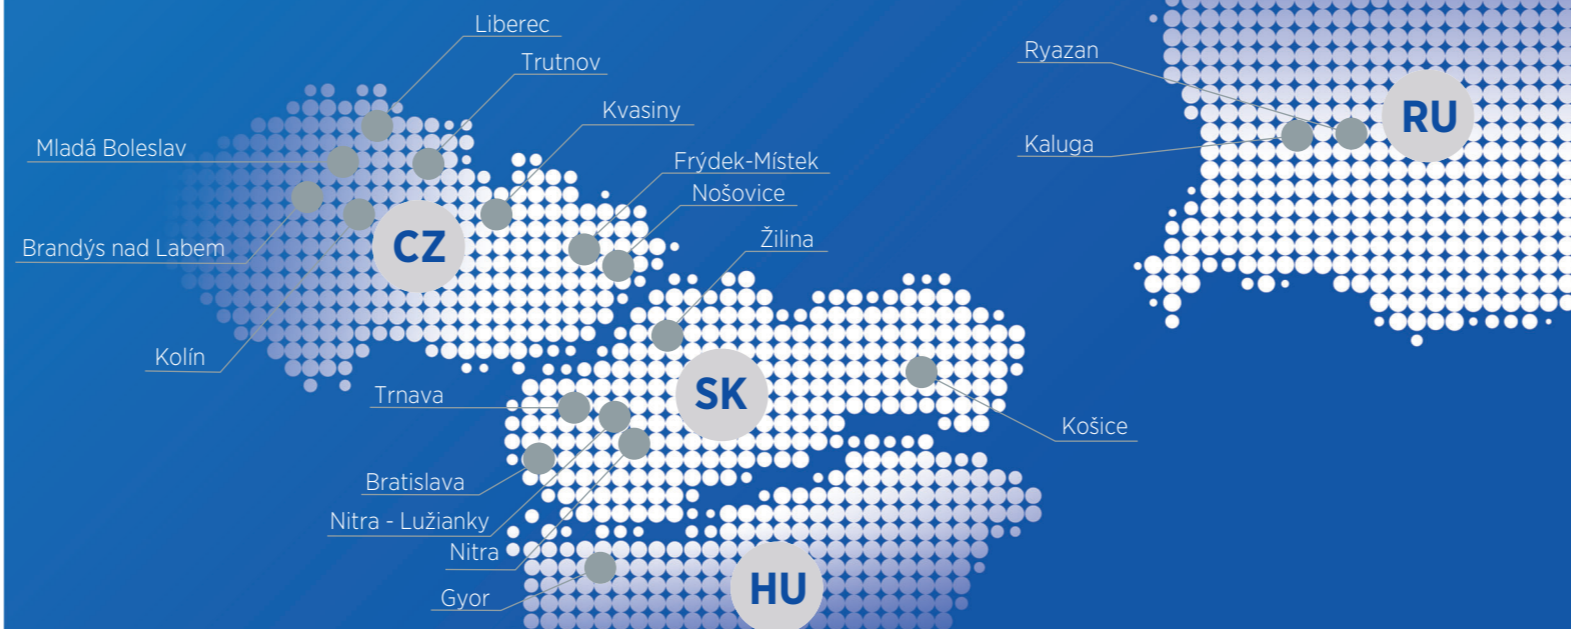 Liberec
Trutnov
Kvasiny
Mladá Boleslav
Frýdek-Místek
Nošovice
Žilina
Brandýs nad Labem
CZ
Kolín
Ryazan
RU
Kaluga
Trnava
SK
Košice
Bratislava
Nitra - Lužianky
Nitra
Gyor
HU